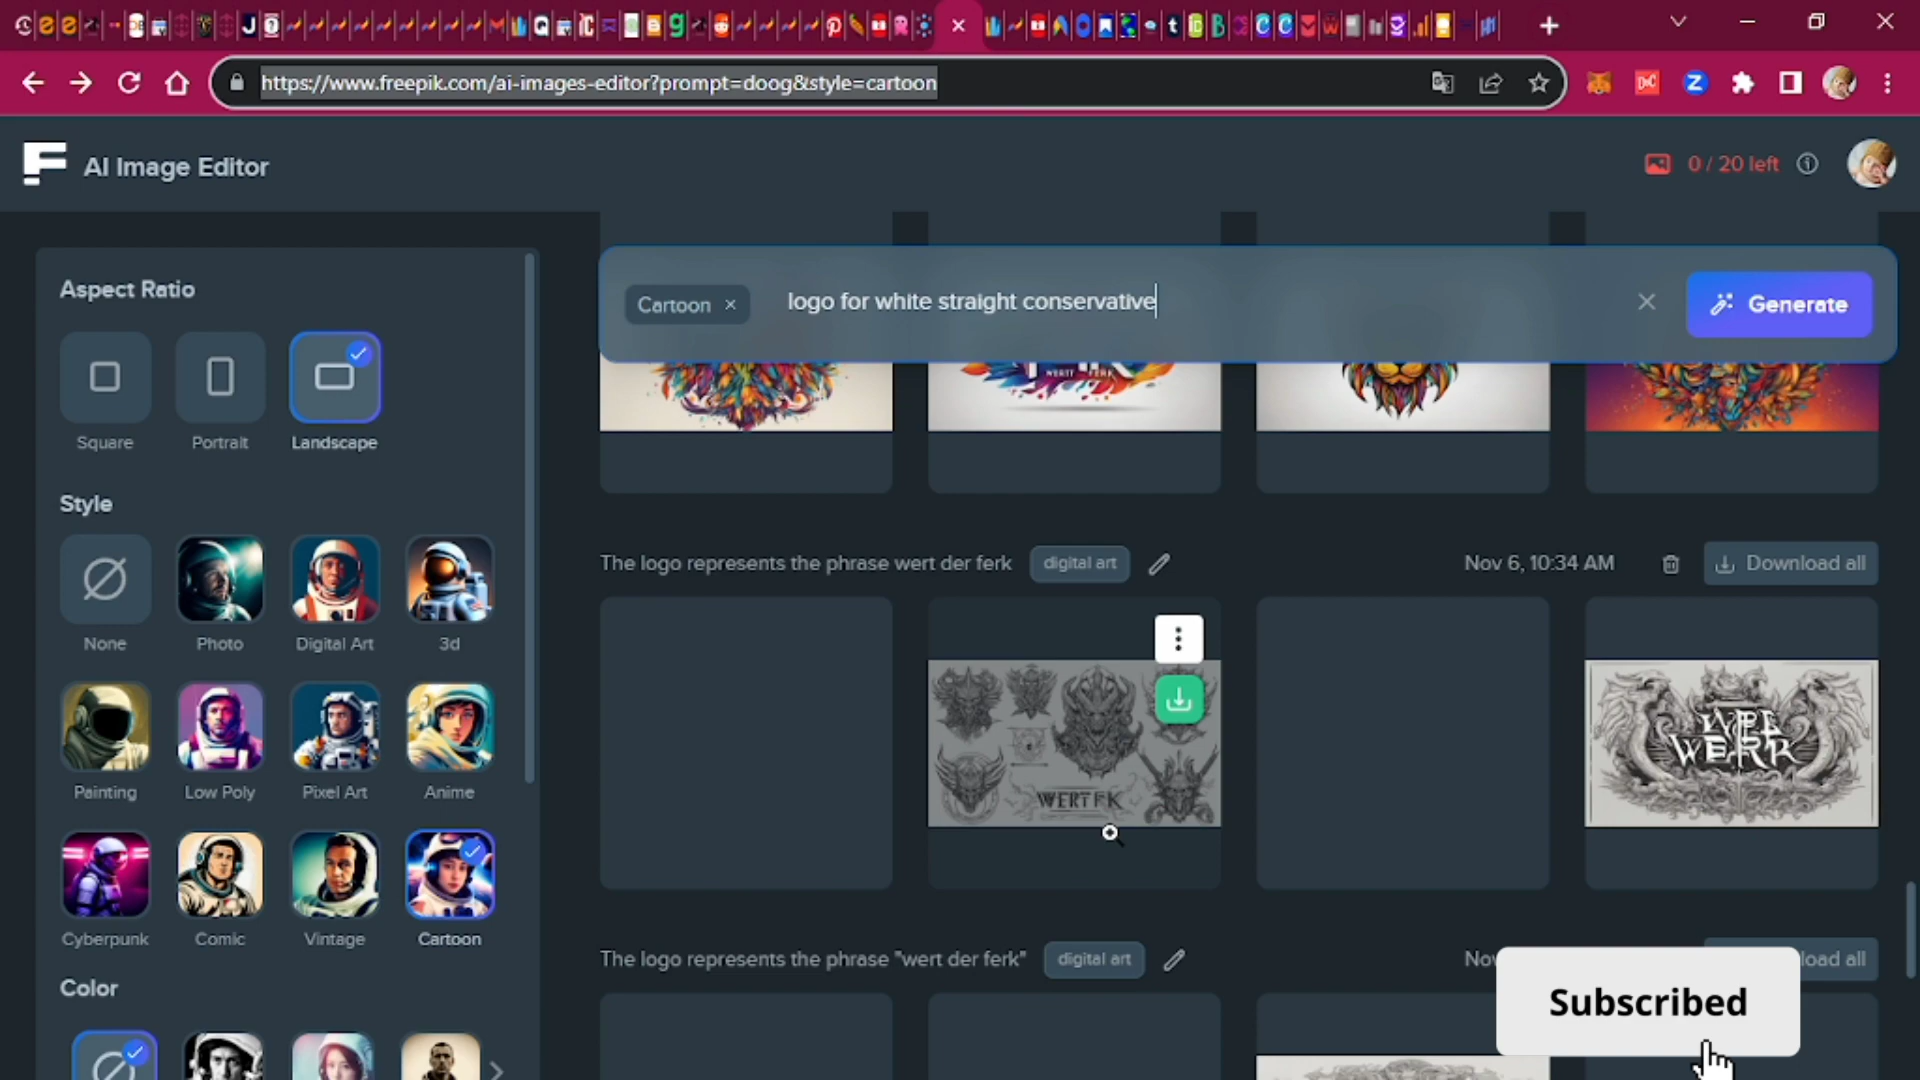 https://www.freepik.com/ai-images-editor?prompt=doog&style=cartoon
AI Image Editor
0 / 20 left
Aspect Ratio
Square
Portrait
Landscape
Style
None
Photo
Digital Art
3d
Painting
Low Poly
Pixel Art
Anime
Cyberpunk
Comic
Vintage
Cartoon
Color
Cartoon ×
logo for white straight conservative
Generate
WERTT FERK
The logo represents the phrase wert der ferk
digital art
Nov 6, 10:34 AM
Download all
WERT FK
WERK
The logo represents the phrase "wert der ferk"
digital art
Subscribed